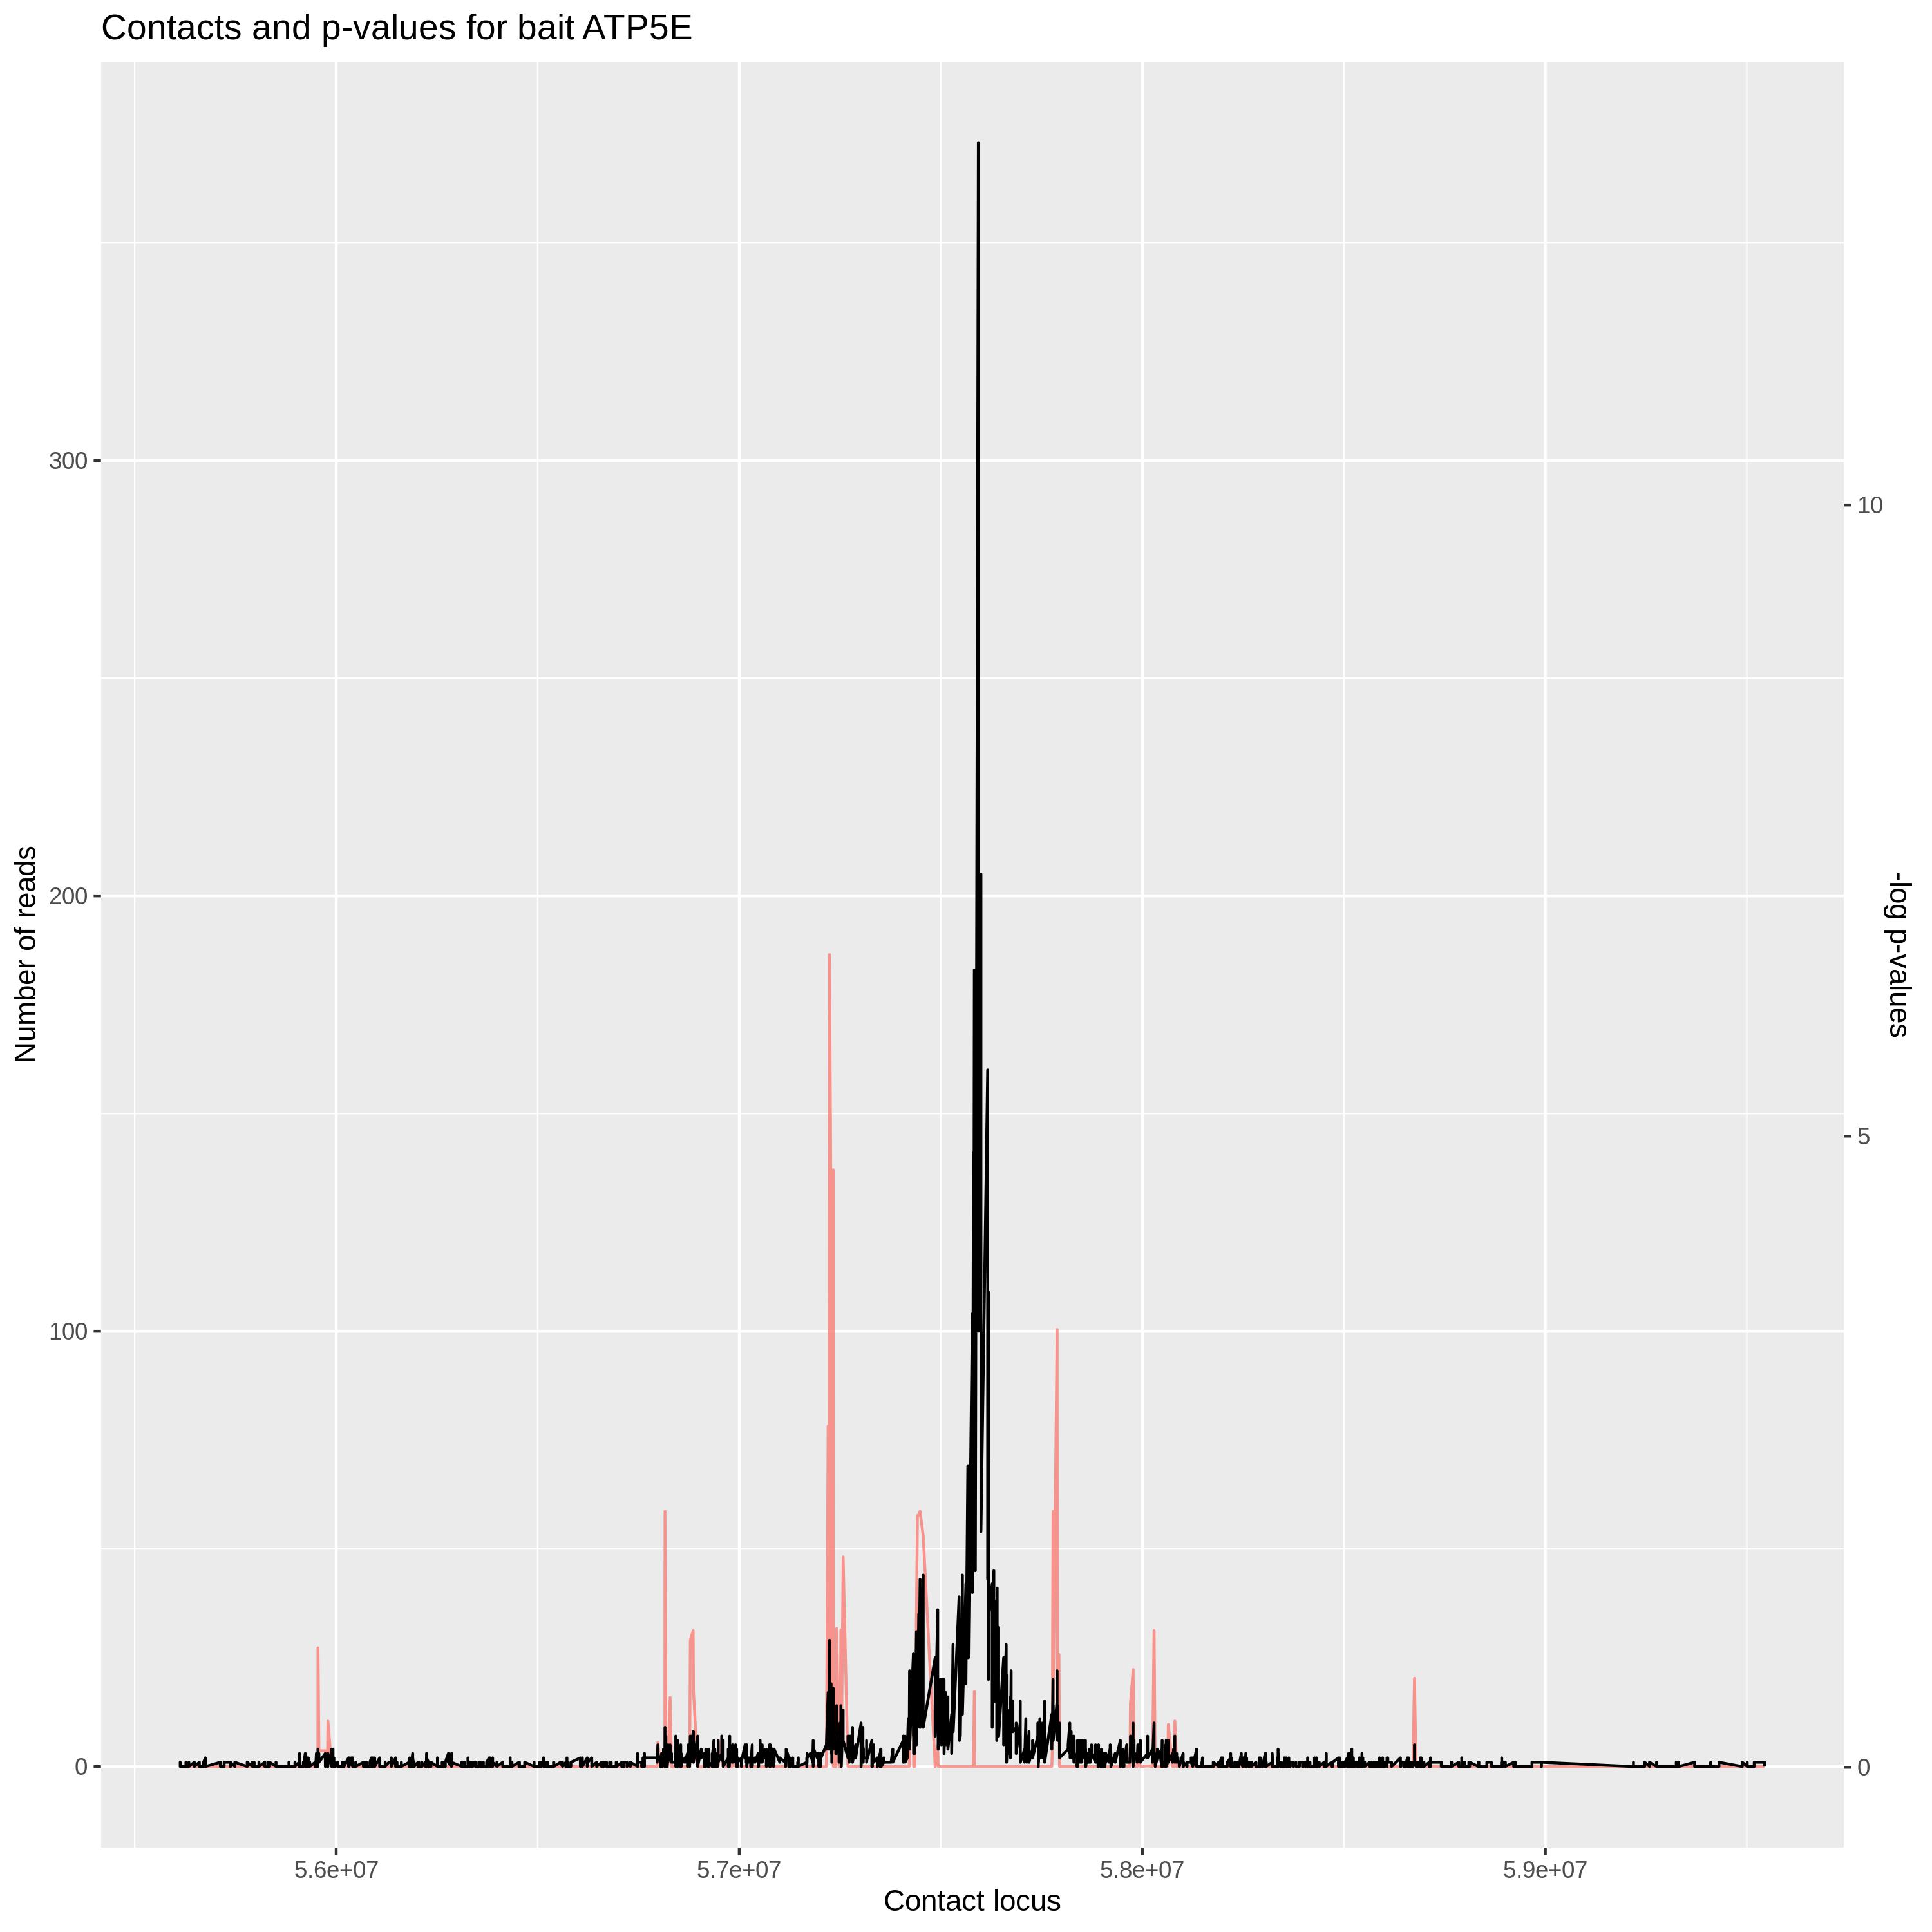 Contacts and p-values for bait ATP5E
Number of reads
300
200
100
0
10
5
0
-log p-values
5.6e+07
5.7e+07
5.8e+07
5.9e+07
Contact locus